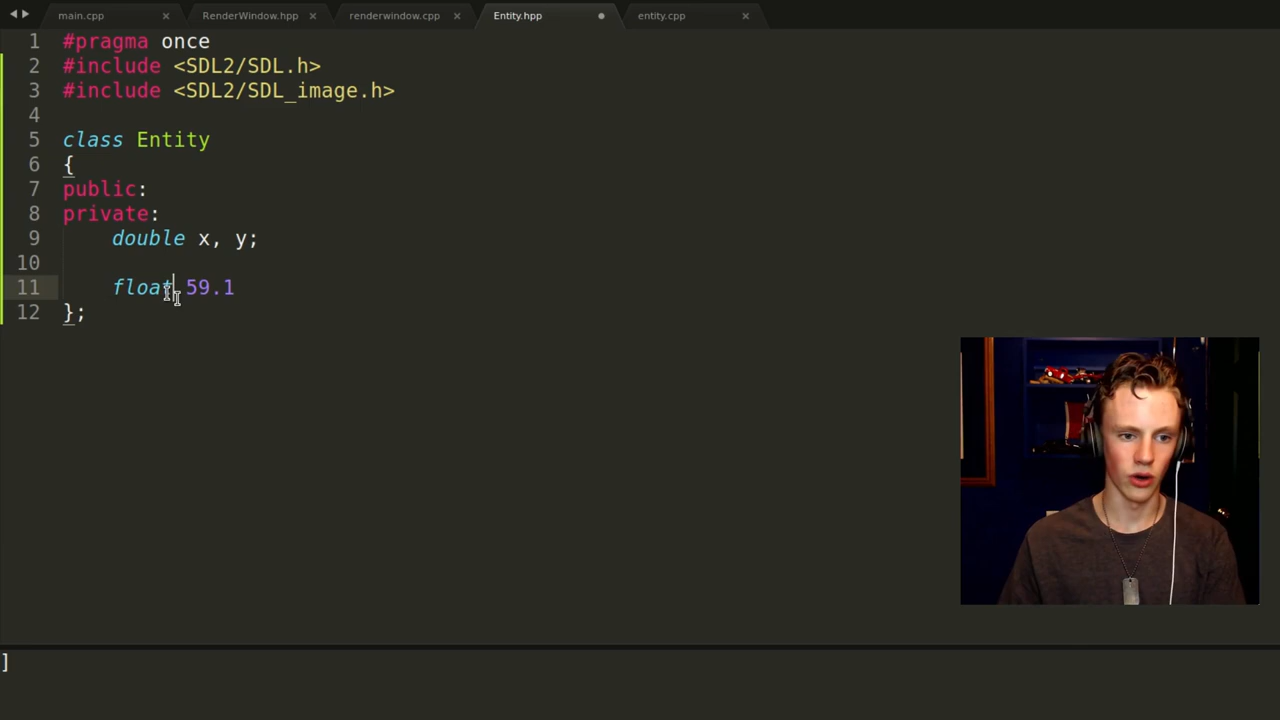 main.cpp
RenderWindow.hpp
renderwindow.cpp
Entity.hpp
entity.cpp
1 #pragma once
2 #include <SDL2/SDL.h>
3 #include <SDL2/SDL_image.h>
4
5 class Entity
6 {
7 public:
8 private:
9 double x, y;
10
11 float 59.1
12 };
]